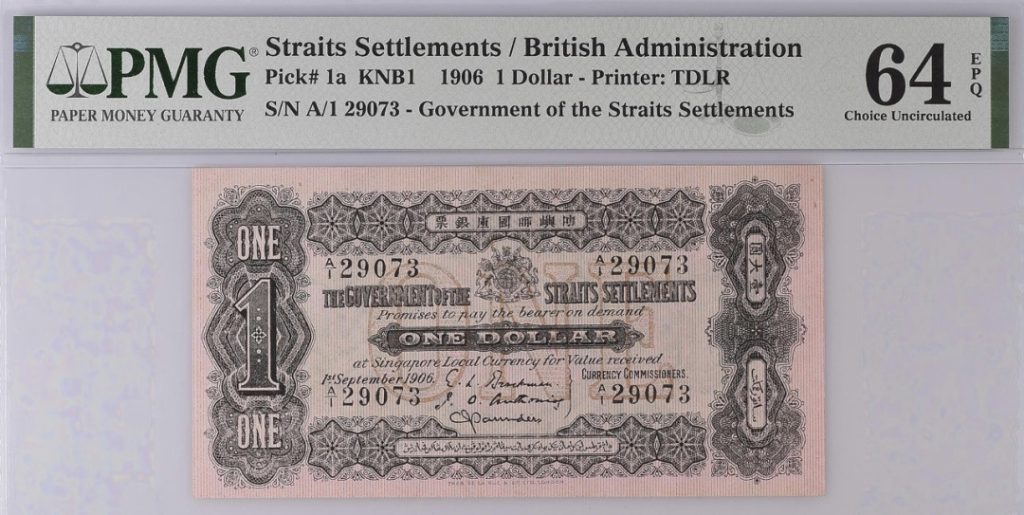 PMG®
PAPER MONEY GUARANTY
Straits Settlements / British Administration
Pick# 1a KNB1 1906 1 Dollar - Printer: TDLR
S/N A/1 29073 - Government of the Straits Settlements
64
EPQ
Choice Uncirculated
ONE
1
ONE
A/1 29073
A/1 29073
THE GOVERNMENT OF THE STRAITS SETTLEMENTS
Promises to pay the bearer on demand
ONE DOLLAR
at Singapore Local Currency for Value received
1st September 1906.
CURRENCY COMMISSIONERS.
A/1 29073
A/1 29073